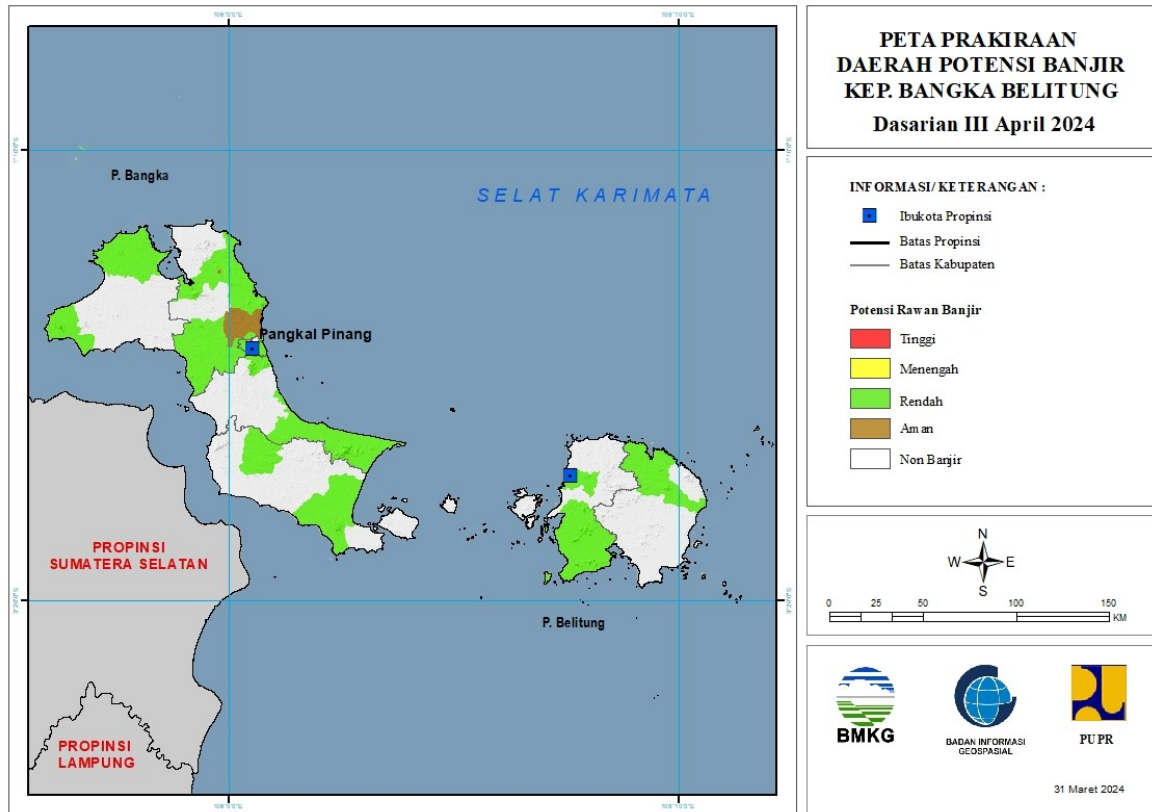 PETA PRAKIRAAN
DAERAH POTENSI BANJIR
KEP. BANGKA BELITUNG
Dasarian III April 2024
P. Bangka
SELAT KARIMATA
Pangkal Pinang
PROPINSI
SUMATERA SELATAN
P. Belitung
PROPINSI
LAMPUNG
INFORMASI/ KETERANGAN :
Ibukota Propinsi
Batas Propinsi
Batas Kabupaten
Potensi Rawan Banjir
Tinggi
Menengah
Rendah
Aman
Non Banjir
N
W E
S
0 25 50 100 150
KM
BMKG
BADAN INFORMASI
GEOSPASIAL
PUPR
31 Maret 2024